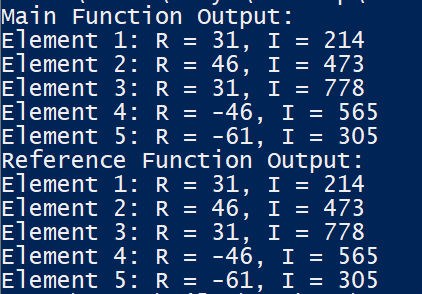 Main Function Output:
Element 1: R = 31, I = 214
Element 2: R = 46, I = 473
Element 3: R = 31, I = 778
Element 4: R = -46, I = 565
Element 5: R = -61, I = 305
Reference Function Output:
Element 1: R = 31, I = 214
Element 2: R = 46, I = 473
Element 3: R = 31, I = 778
Element 4: R = -46, I = 565
Element 5: R = -61, I = 305